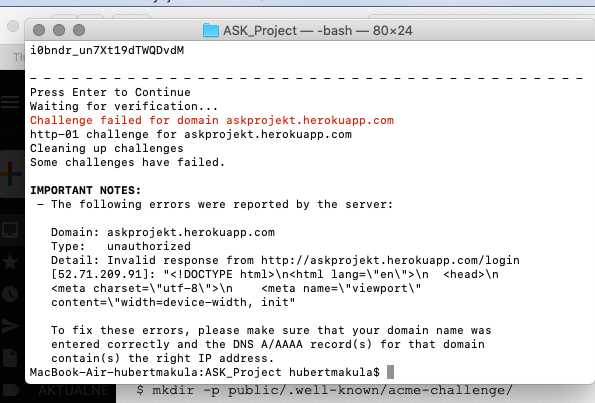 ASK_Project — -bash — 80×24
i0bndr_un7Xt19dTWQDvdM
- - - - - - - - - - - - - - - - - - - - - - - - - - - - - - - - - - - - - - - -
Press Enter to Continue
Waiting for verification...
Challenge failed for domain askprojekt.herokuapp.com
http-01 challenge for askprojekt.herokuapp.com
Cleaning up challenges
Some challenges have failed.
IMPORTANT NOTES:
- The following errors were reported by the server:
Domain: askprojekt.herokuapp.com
Type: unauthorized
Detail: Invalid response from http://askprojekt.herokuapp.com/login
[52.71.209.91]: "<!DOCTYPE html>\n<html lang=\"en\">\n <head>\n
<meta charset=\"utf-8\">\n <meta name=\"viewport\"
content=\"width=device-width, init"
To fix these errors, please make sure that your domain name was
entered correctly and the DNS A/AAAA record(s) for that domain
contain(s) the right IP address.
MacBook-Air-hubertmakula:ASK_Project hubertmakula$
AKTUALNE
$ mkdir -p public/.well-known/acme-challenge/